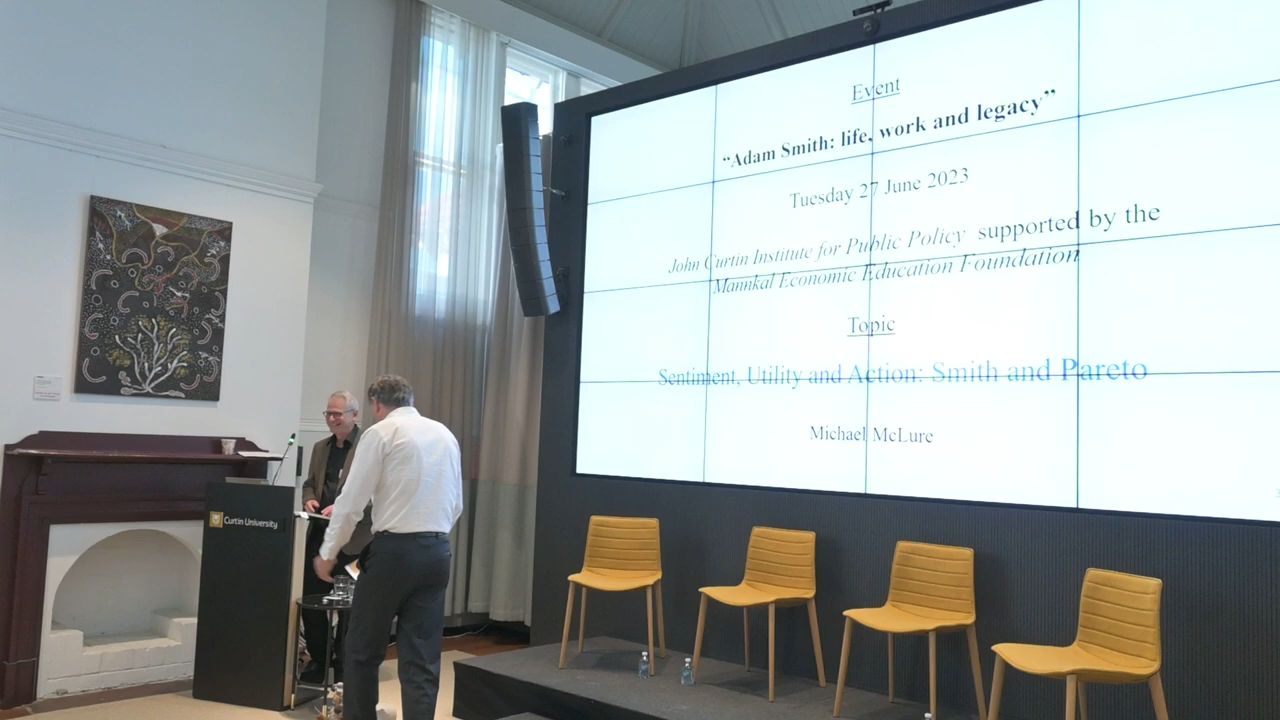 Event
“Adam Smith: life, work and legacy”
Tuesday 27 June 2023
John Curtin Institute for Public Policy supported by the
Mannkal Economic Education Foundation
Topic
Sentiment, Utility and Action: Smith and Pareto
Michael McLure
Curtin University